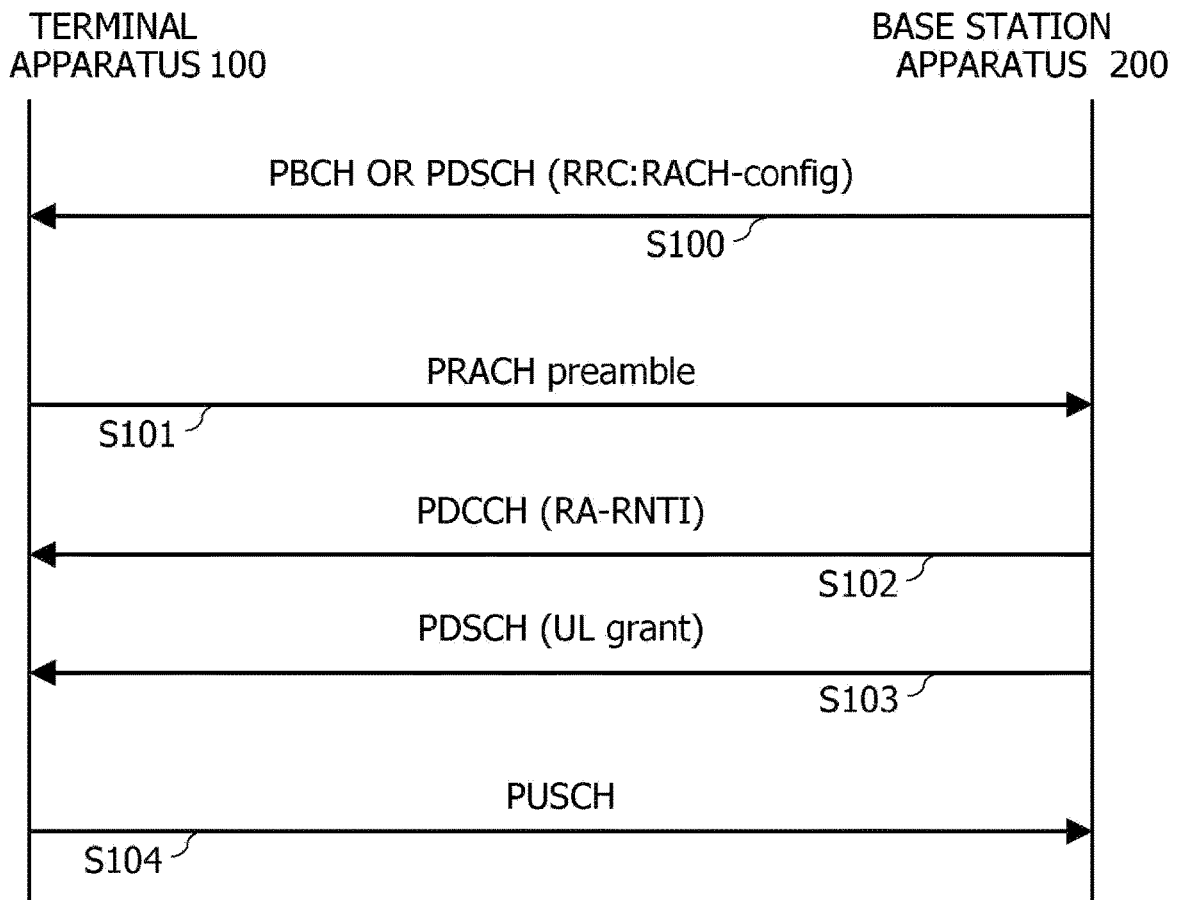 TERMINAL
APPARATUS 100
BASE STATION
APPARATUS 200
PBCH OR PDSCH (RRC:RACH-config)
S100
PRACH preamble
S101
PDCCH (RA-RNTI)
S102
PDSCH (UL grant)
S103
PUSCH
S104